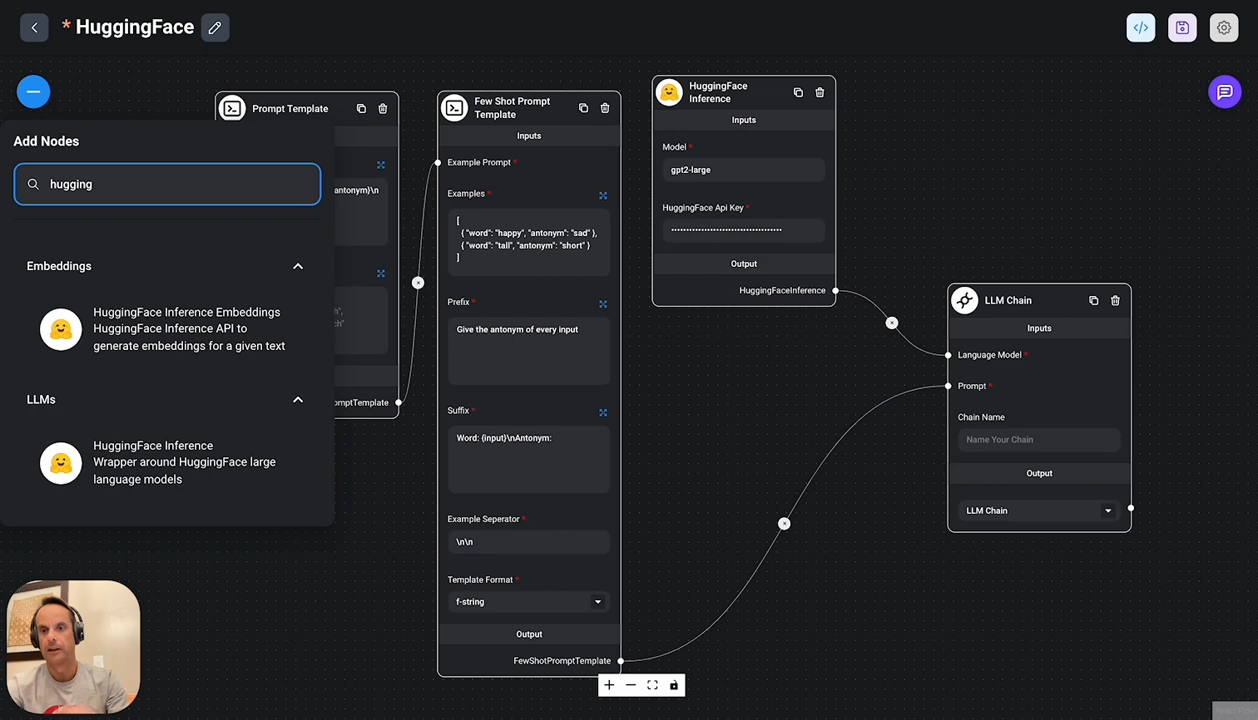 * HuggingFace
Add Nodes
hugging
Embeddings
HuggingFace Inference Embeddings
HuggingFace Inference API to
generate embeddings for a given text
LLMs
HuggingFace Inference
Wrapper around HuggingFace large
language models
Prompt Template
antonym}\n
ch"
omptTemplate
Few Shot Prompt
Template
Inputs
Example Prompt *
Examples *
[
{ "word": "happy", "antonym": "sad" },
{ "word": "tall", "antonym": "short" }
]
Prefix *
Give the antonym of every input
Suffix *
Word: {input}\nAntonym:
Example Seperator *
\n\n
Template Format *
f-string
Output
FewShotPromptTemplate
HuggingFace
Inference
Inputs
Model *
gpt2-large
HuggingFace Api Key *
Output
HuggingFaceInference
LLM Chain
Inputs
Language Model *
Prompt *
Chain Name
Name Your Chain
Output
LLM Chain